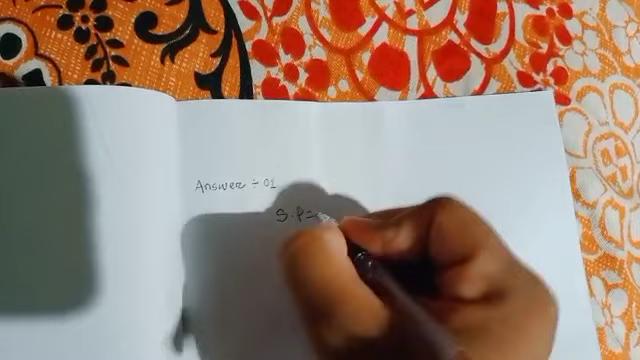 Answer ÷ 01
S.P =